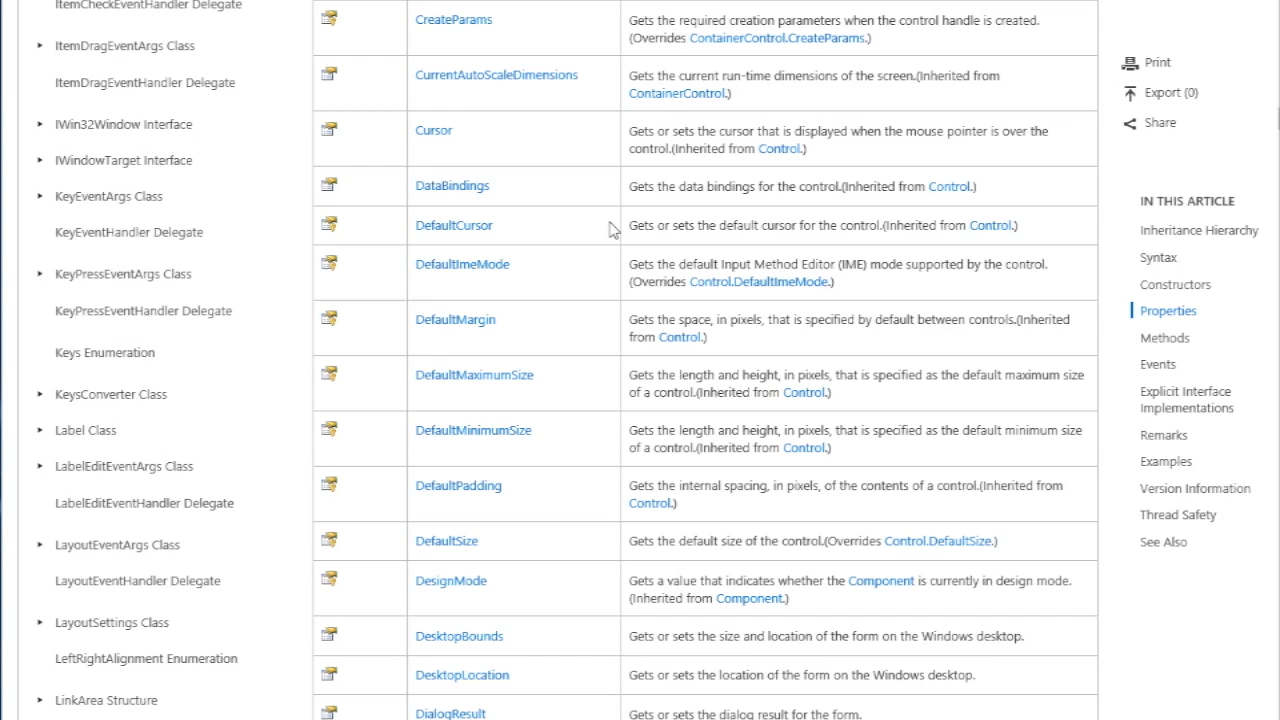 ItemCheckEventHandler Delegate
ItemDragEventArgs Class
ItemDragEventHandler Delegate
IWin32Window Interface
IWindowTarget Interface
KeyEventArgs Class
KeyEventHandler Delegate
KeyPressEventArgs Class
KeyPressEventHandler Delegate
Keys Enumeration
KeysConverter Class
Label Class
LabelEditEventArgs Class
LabelEditEventHandler Delegate
LayoutEventArgs Class
LayoutEventHandler Delegate
LayoutSettings Class
LeftRightAlignment Enumeration
LinkArea Structure
CreateParams
Gets the required creation parameters when the control handle is created.
(Overrides ContainerControl.CreateParams.)
CurrentAutoScaleDimensions
Gets the current run-time dimensions of the screen.(Inherited from
ContainerControl.)
Cursor
Gets or sets the cursor that is displayed when the mouse pointer is over the
control.(Inherited from Control.)
DataBindings
Gets the data bindings for the control.(Inherited from Control.)
DefaultCursor
Gets or sets the default cursor for the control.(Inherited from Control.)
DefaultImeMode
Gets the default Input Method Editor (IME) mode supported by the control.
(Overrides Control.DefaultImeMode.)
DefaultMargin
Gets the space, in pixels, that is specified by default between controls.(Inherited
from Control.)
DefaultMaximumSize
Gets the length and height, in pixels, that is specified as the default maximum size
of a control.(Inherited from Control.)
DefaultMinimumSize
Gets the length and height, in pixels, that is specified as the default minimum size
of a control.(Inherited from Control.)
DefaultPadding
Gets the internal spacing, in pixels, of the contents of a control.(Inherited from
Control.)
DefaultSize
Gets the default size of the control.(Overrides Control.DefaultSize.)
DesignMode
Gets a value that indicates whether the Component is currently in design mode.
(Inherited from Component.)
DesktopBounds
Gets or sets the size and location of the form on the Windows desktop.
DesktopLocation
Gets or sets the location of the form on the Windows desktop.
DialogResult
Gets or sets the dialog result for the form.
Print
Export (0)
Share
IN THIS ARTICLE
Inheritance Hierarchy
Syntax
Constructors
Properties
Methods
Events
Explicit Interface
Implementations
Remarks
Examples
Version Information
Thread Safety
See Also